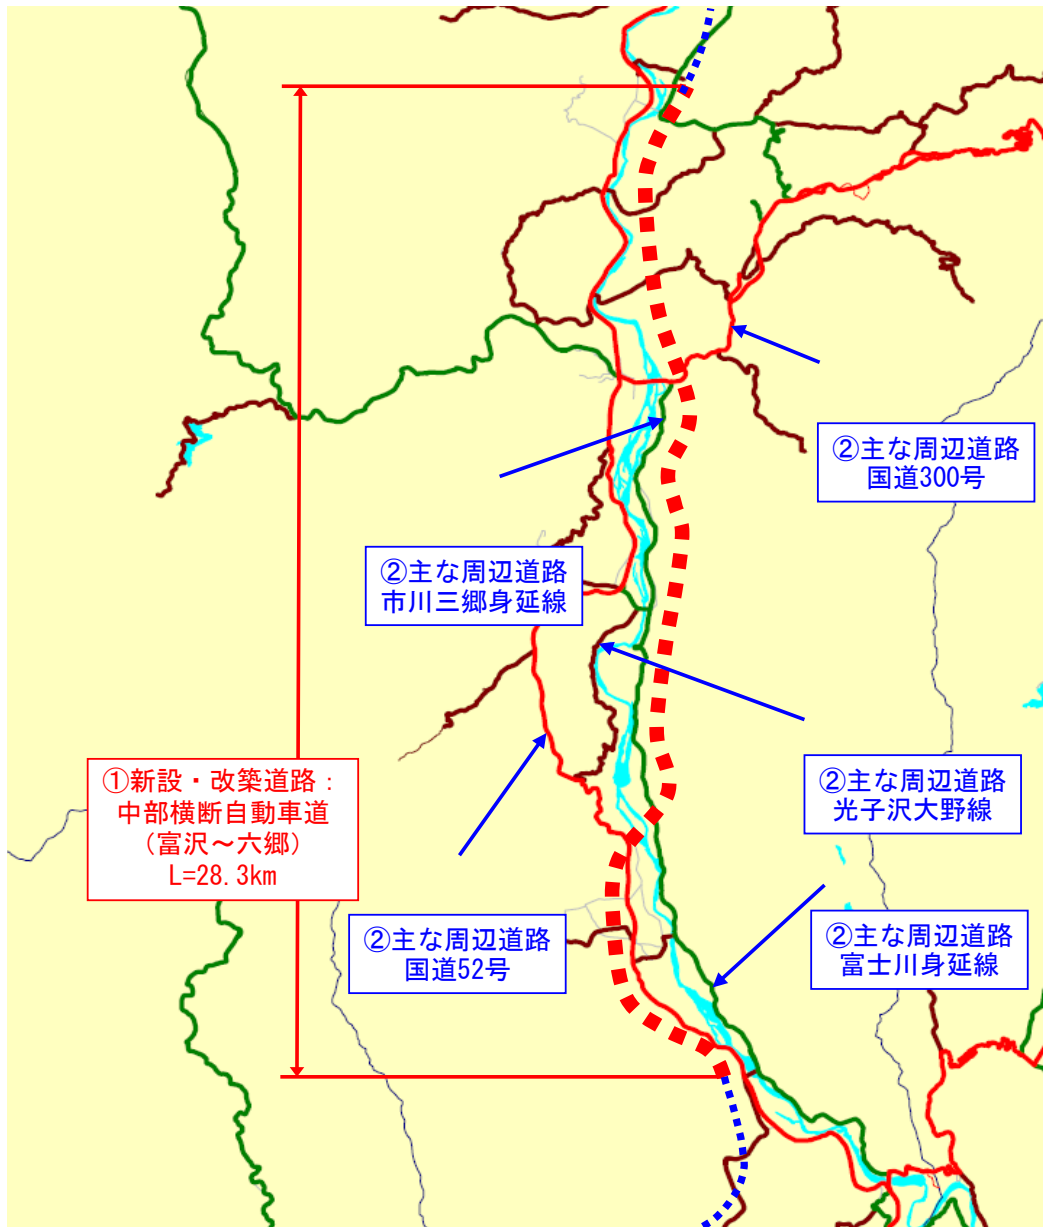 ②主な周辺道路
国道300号
②主な周辺道路
市川三郷身延線
①新設・改築道路：
中部横断自動車道
（富沢～六郷）
L=28.3km
②主な周辺道路
光子沢大野線
②主な周辺道路
国道52号
②主な周辺道路
富士川身延線